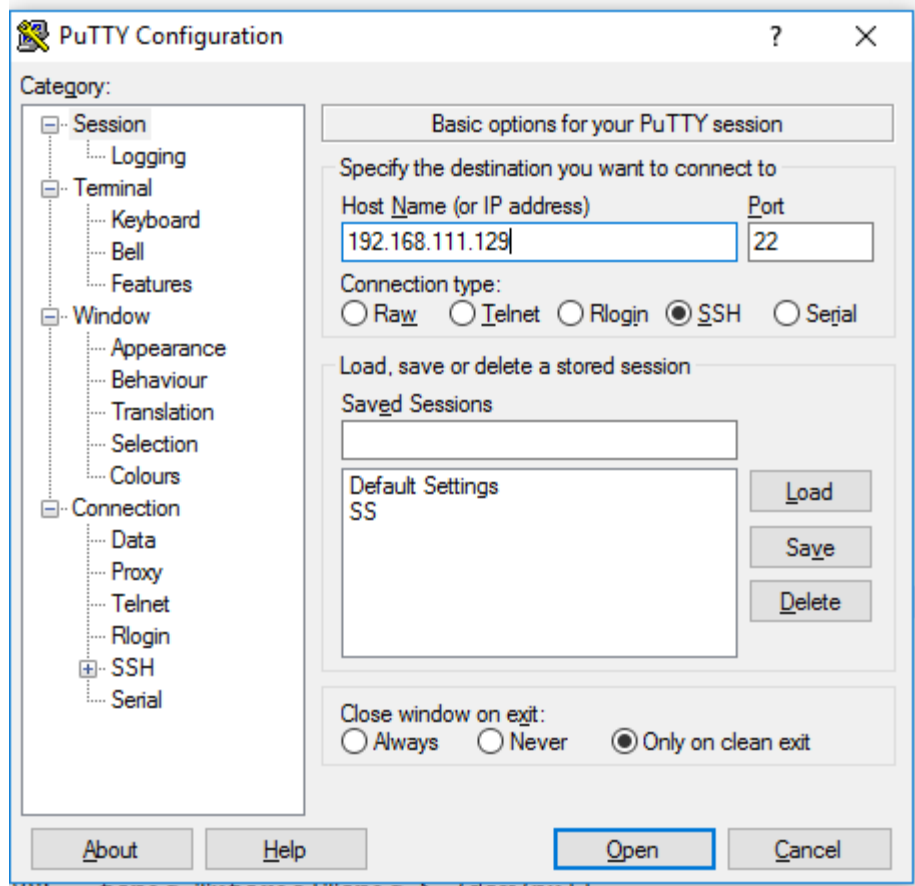 PuTTY Configuration
?
Category:
Session
Logging
Terminal
Keyboard
Bell
Features
Window
Appearance
Behaviour
Translation
Selection
Colours
Connection
Data
Proxy
Telnet
Rlogin
SSH
Serial
Basic options for your PuTTY session
Specify the destination you want to connect to
Host Name (or IP address) Port
192.168.111.129 22
Connection type:
Raw Telnet Rlogin SSH Serial
Load, save or delete a stored session
Saved Sessions
Default Settings
SS
Load
Save
Delete
Close window on exit:
Always Never Only on clean exit
About Help Open Cancel